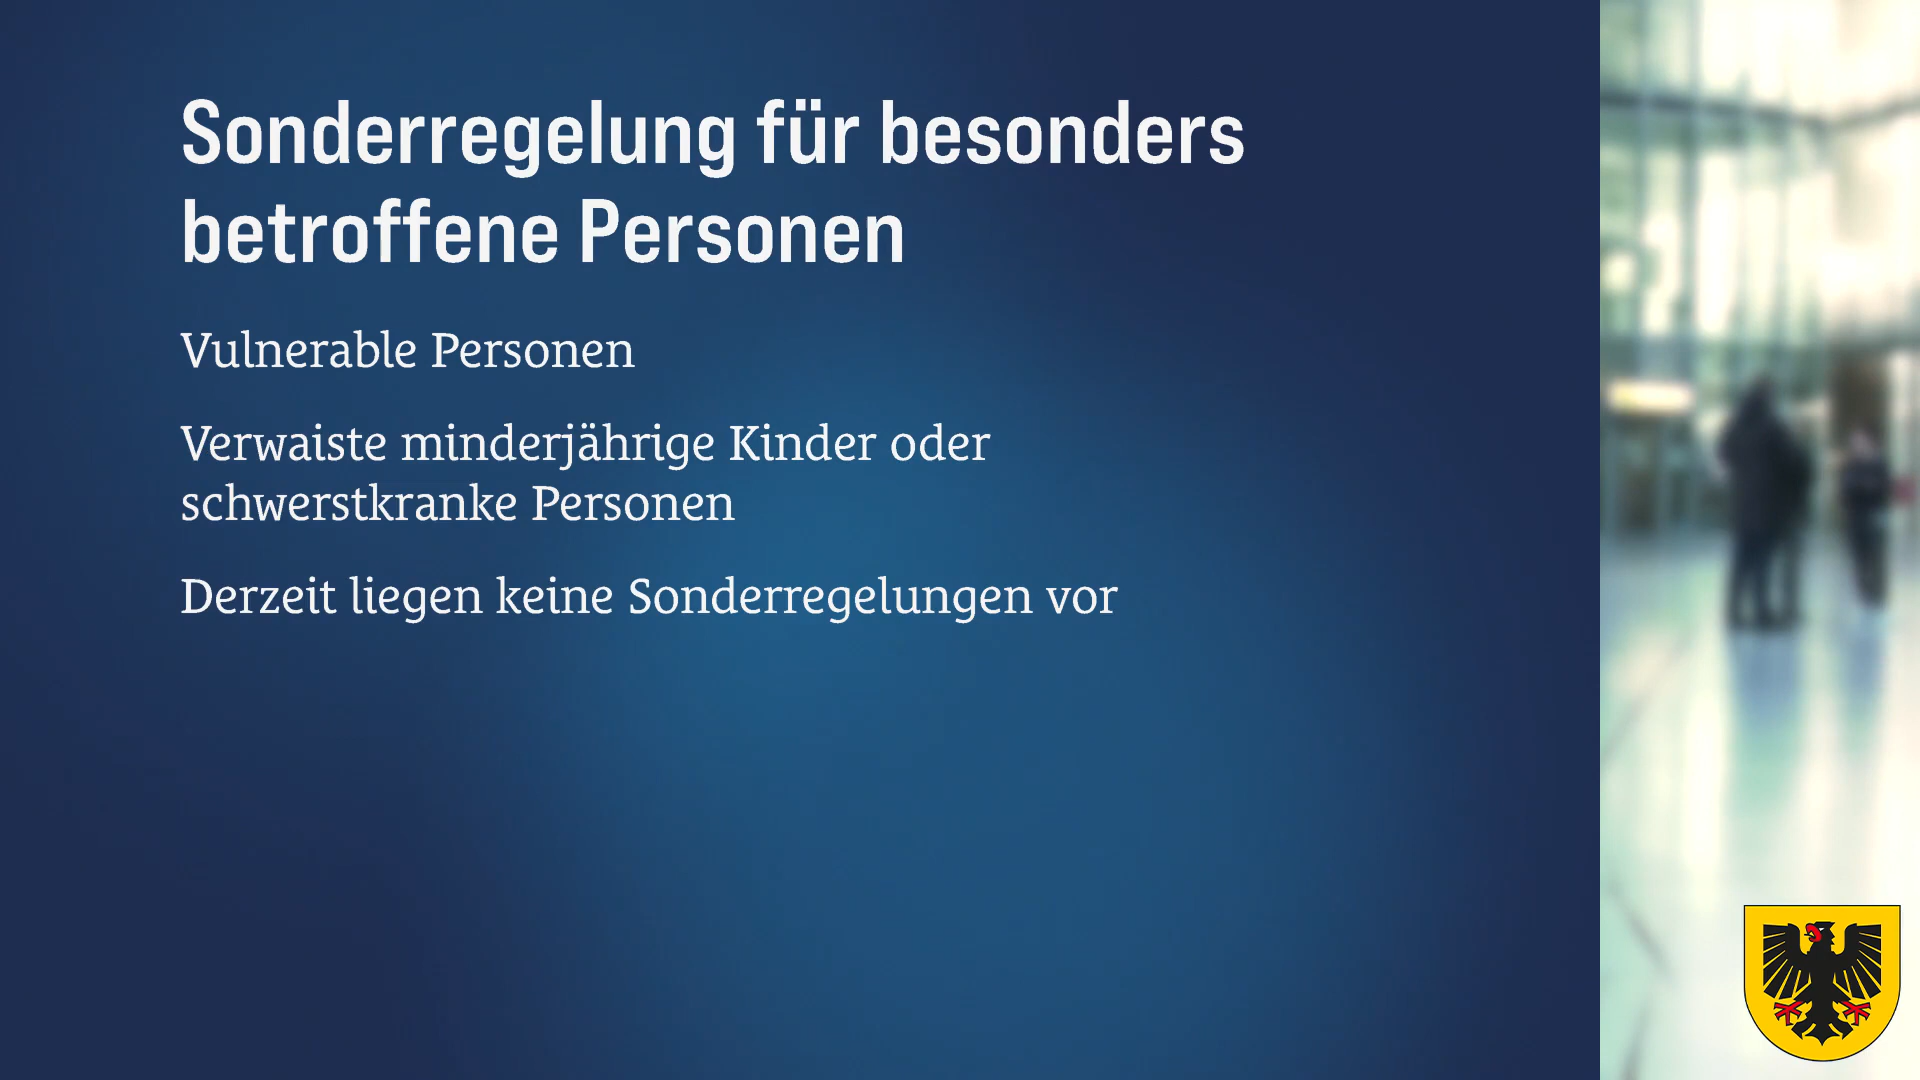 Sonderregelung für besonders
betroffene Personen
Vulnerable Personen
Verwaiste minderjährige Kinder oder
schwerstkranke Personen
Derzeit liegen keine Sonderregelungen vor